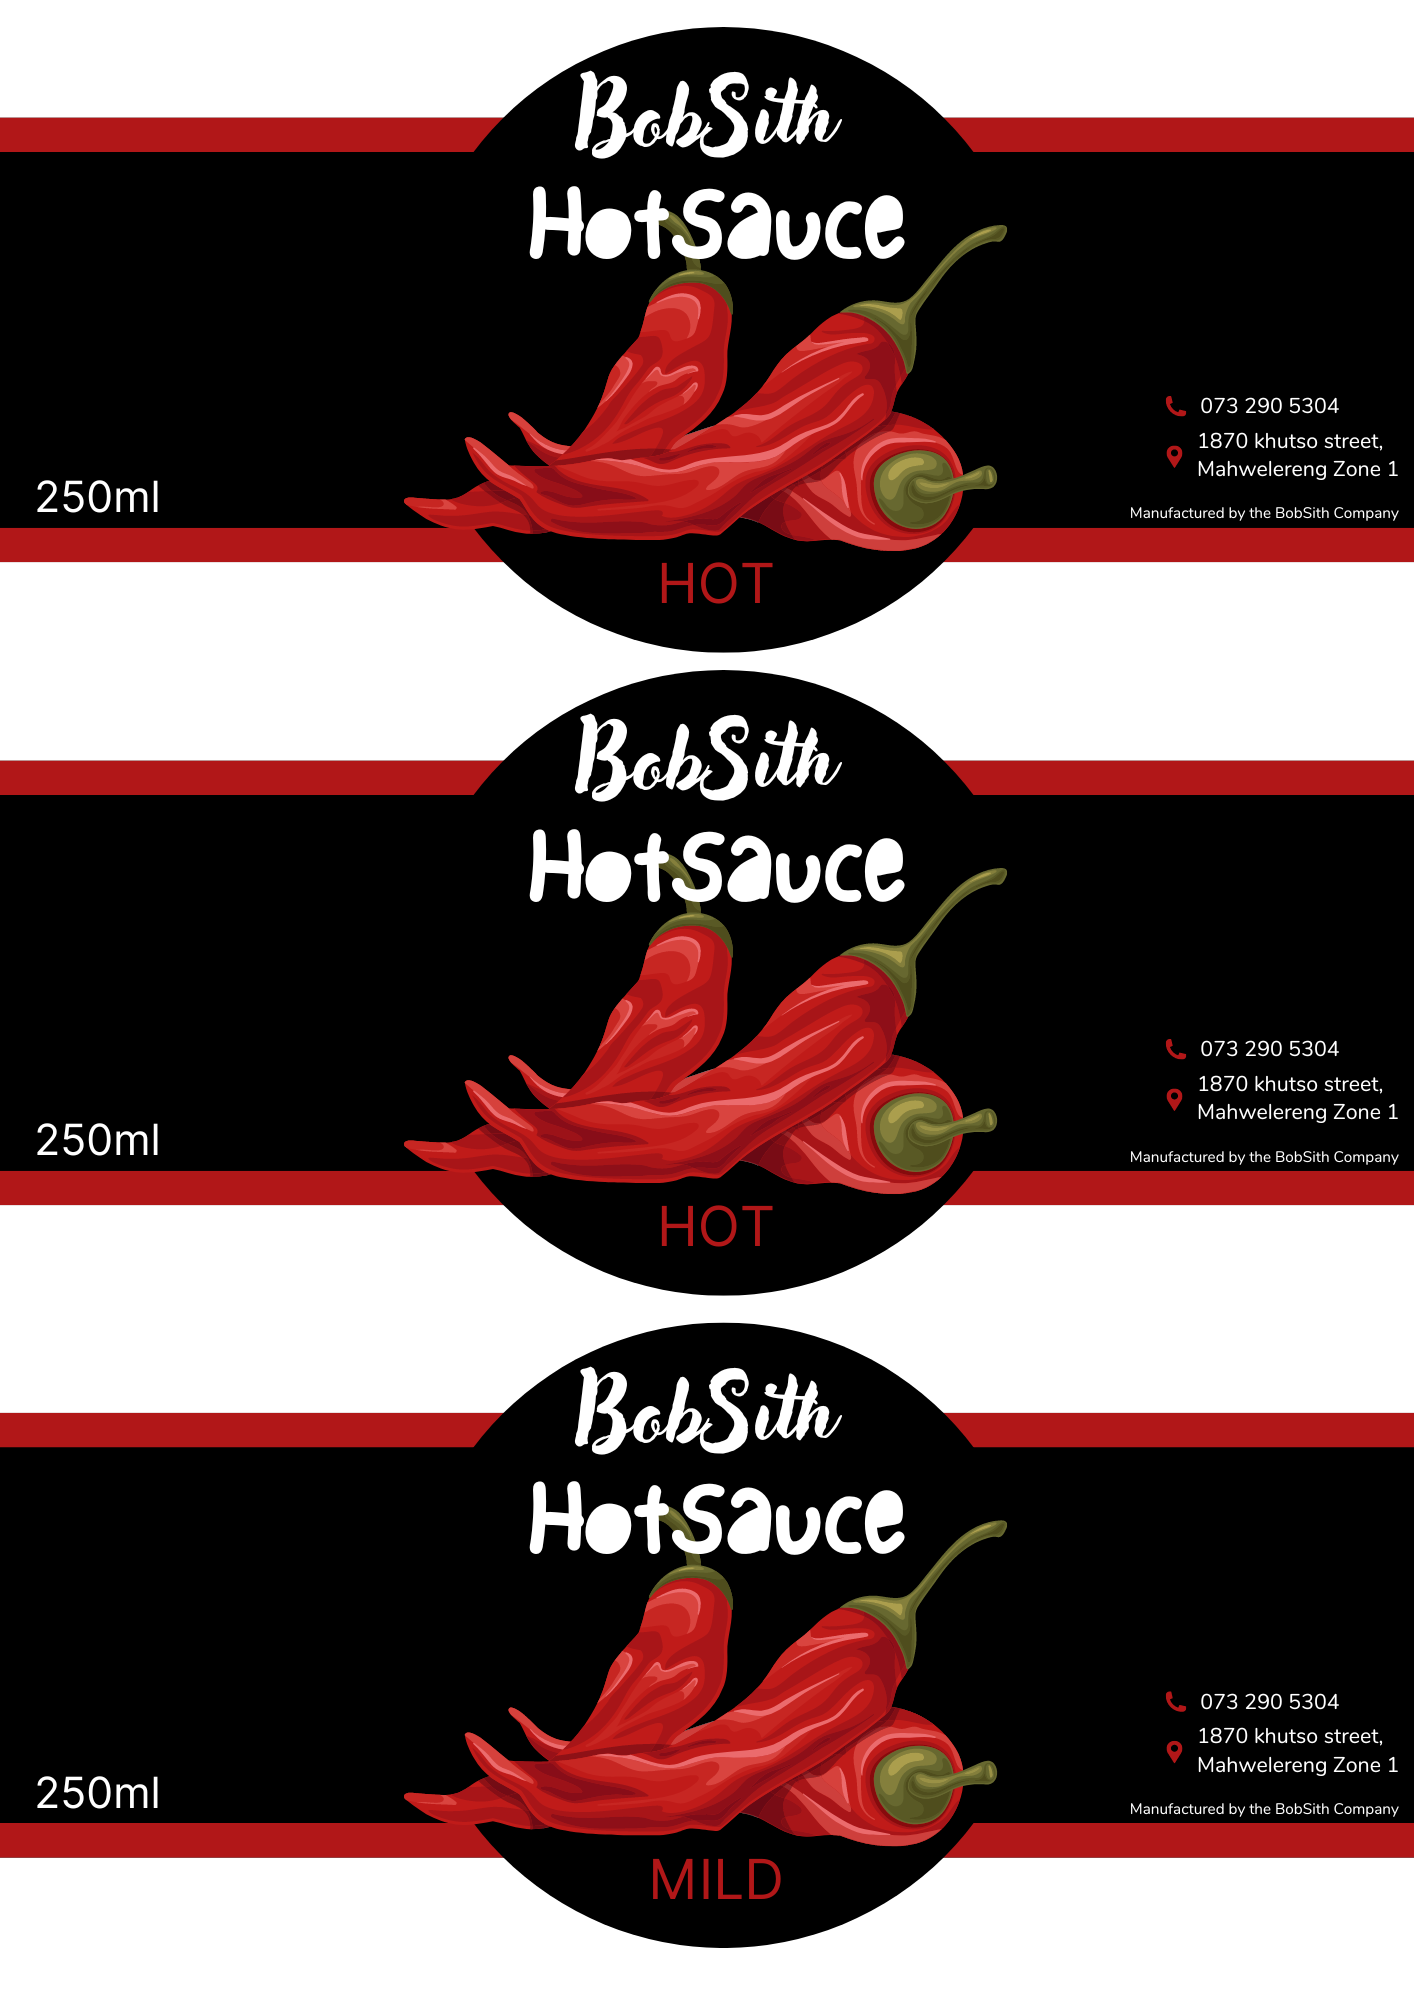 BobSith
HotSauce
073 290 5304
1870 khutso street,
Mahwelereng Zone 1
250ml
Manufactured by the BobSith Company
HOT
BobSith
HotSauce
073 290 5304
1870 khutso street,
Mahwelereng Zone 1
250ml
Manufactured by the BobSith Company
HOT
BobSith
HotSauce
073 290 5304
1870 khutso street,
Mahwelereng Zone 1
250ml
Manufactured by the BobSith Company
MILD